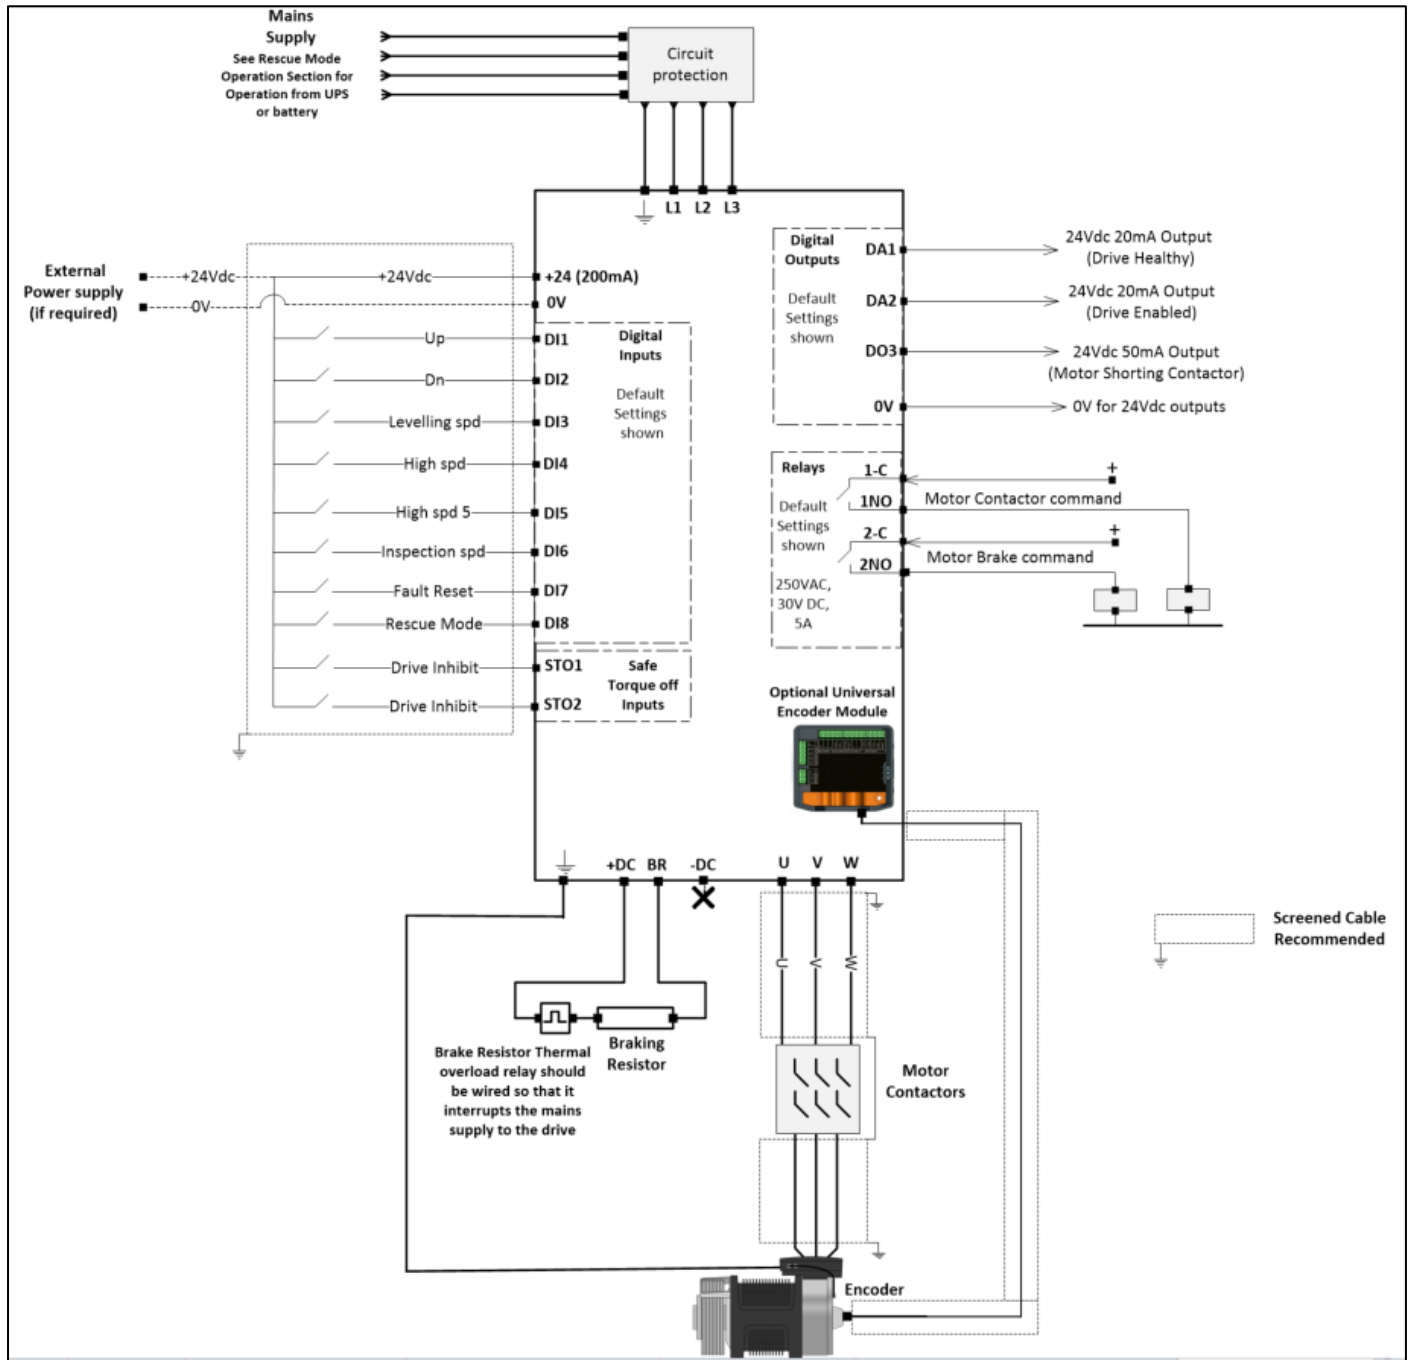 Mains
Supply
See Rescue Mode
Operation Section for
Operation from UPS
or battery
Circuit
protection
L1 L2 L3
External
Power supply
(if required)
+24Vdc
0V
+24Vdc
+24 (200mA)
0V
Up
DI1
Dn
DI2
Levelling spd
DI3
High spd
DI4
High spd 5
DI5
Inspection spd
DI6
Fault Reset
DI7
Rescue Mode
DI8
Drive Inhibit
STO1
Drive Inhibit
STO2
Digital
Inputs
Default
Settings
shown
Safe
Torque off
Inputs
Digital
Outputs
Default
Settings
shown
DA1
DA2
DO3
0V
24Vdc 20mA Output
(Drive Healthy)
24Vdc 20mA Output
(Drive Enabled)
24Vdc 50mA Output
(Motor Shorting Contactor)
0V for 24Vdc outputs
Relays
Default
Settings
shown
250VAC,
30V DC,
5A
1-C
1NO
2-C
2NO
+
Motor Contactor command
+
Motor Brake command
Optional Universal
Encoder Module
+DC BR -DC U V W
U V W
Brake Resistor Thermal
overload relay should
be wired so that it
interrupts the mains
supply to the drive
Braking
Resistor
Motor
Contactors
Encoder
Screened Cable
Recommended